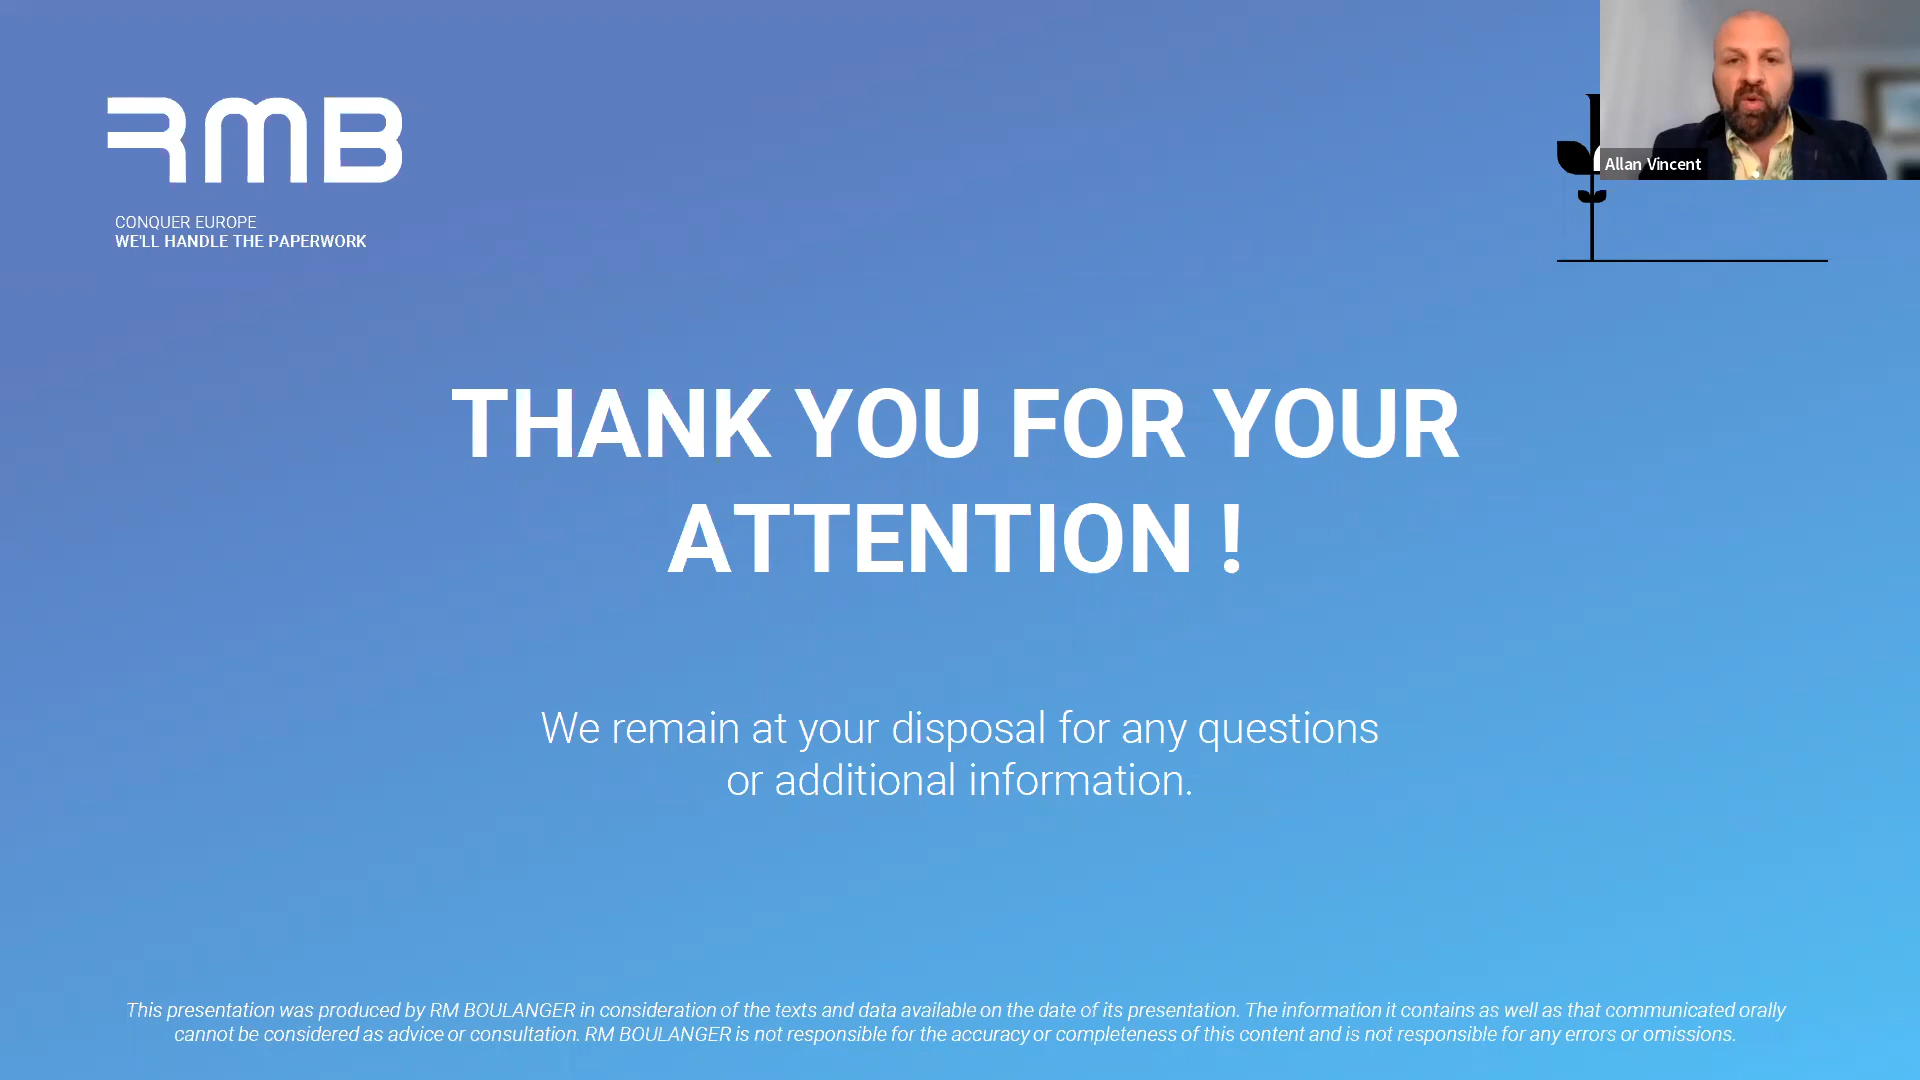 RMB
CONQUER EUROPE
WE'LL HANDLE THE PAPERWORK
Allan Vincent
THANK YOU FOR YOUR
ATTENTION !
We remain at your disposal for any questions
or additional information.
This presentation was produced by RM BOULANGER in consideration of the texts and data available on the date of its presentation. The information it contains as well as that communicated orally
cannot be considered as advice or consultation. RM BOULANGER is not responsible for the accuracy or completeness of this content and is not responsible for any errors or omissions.